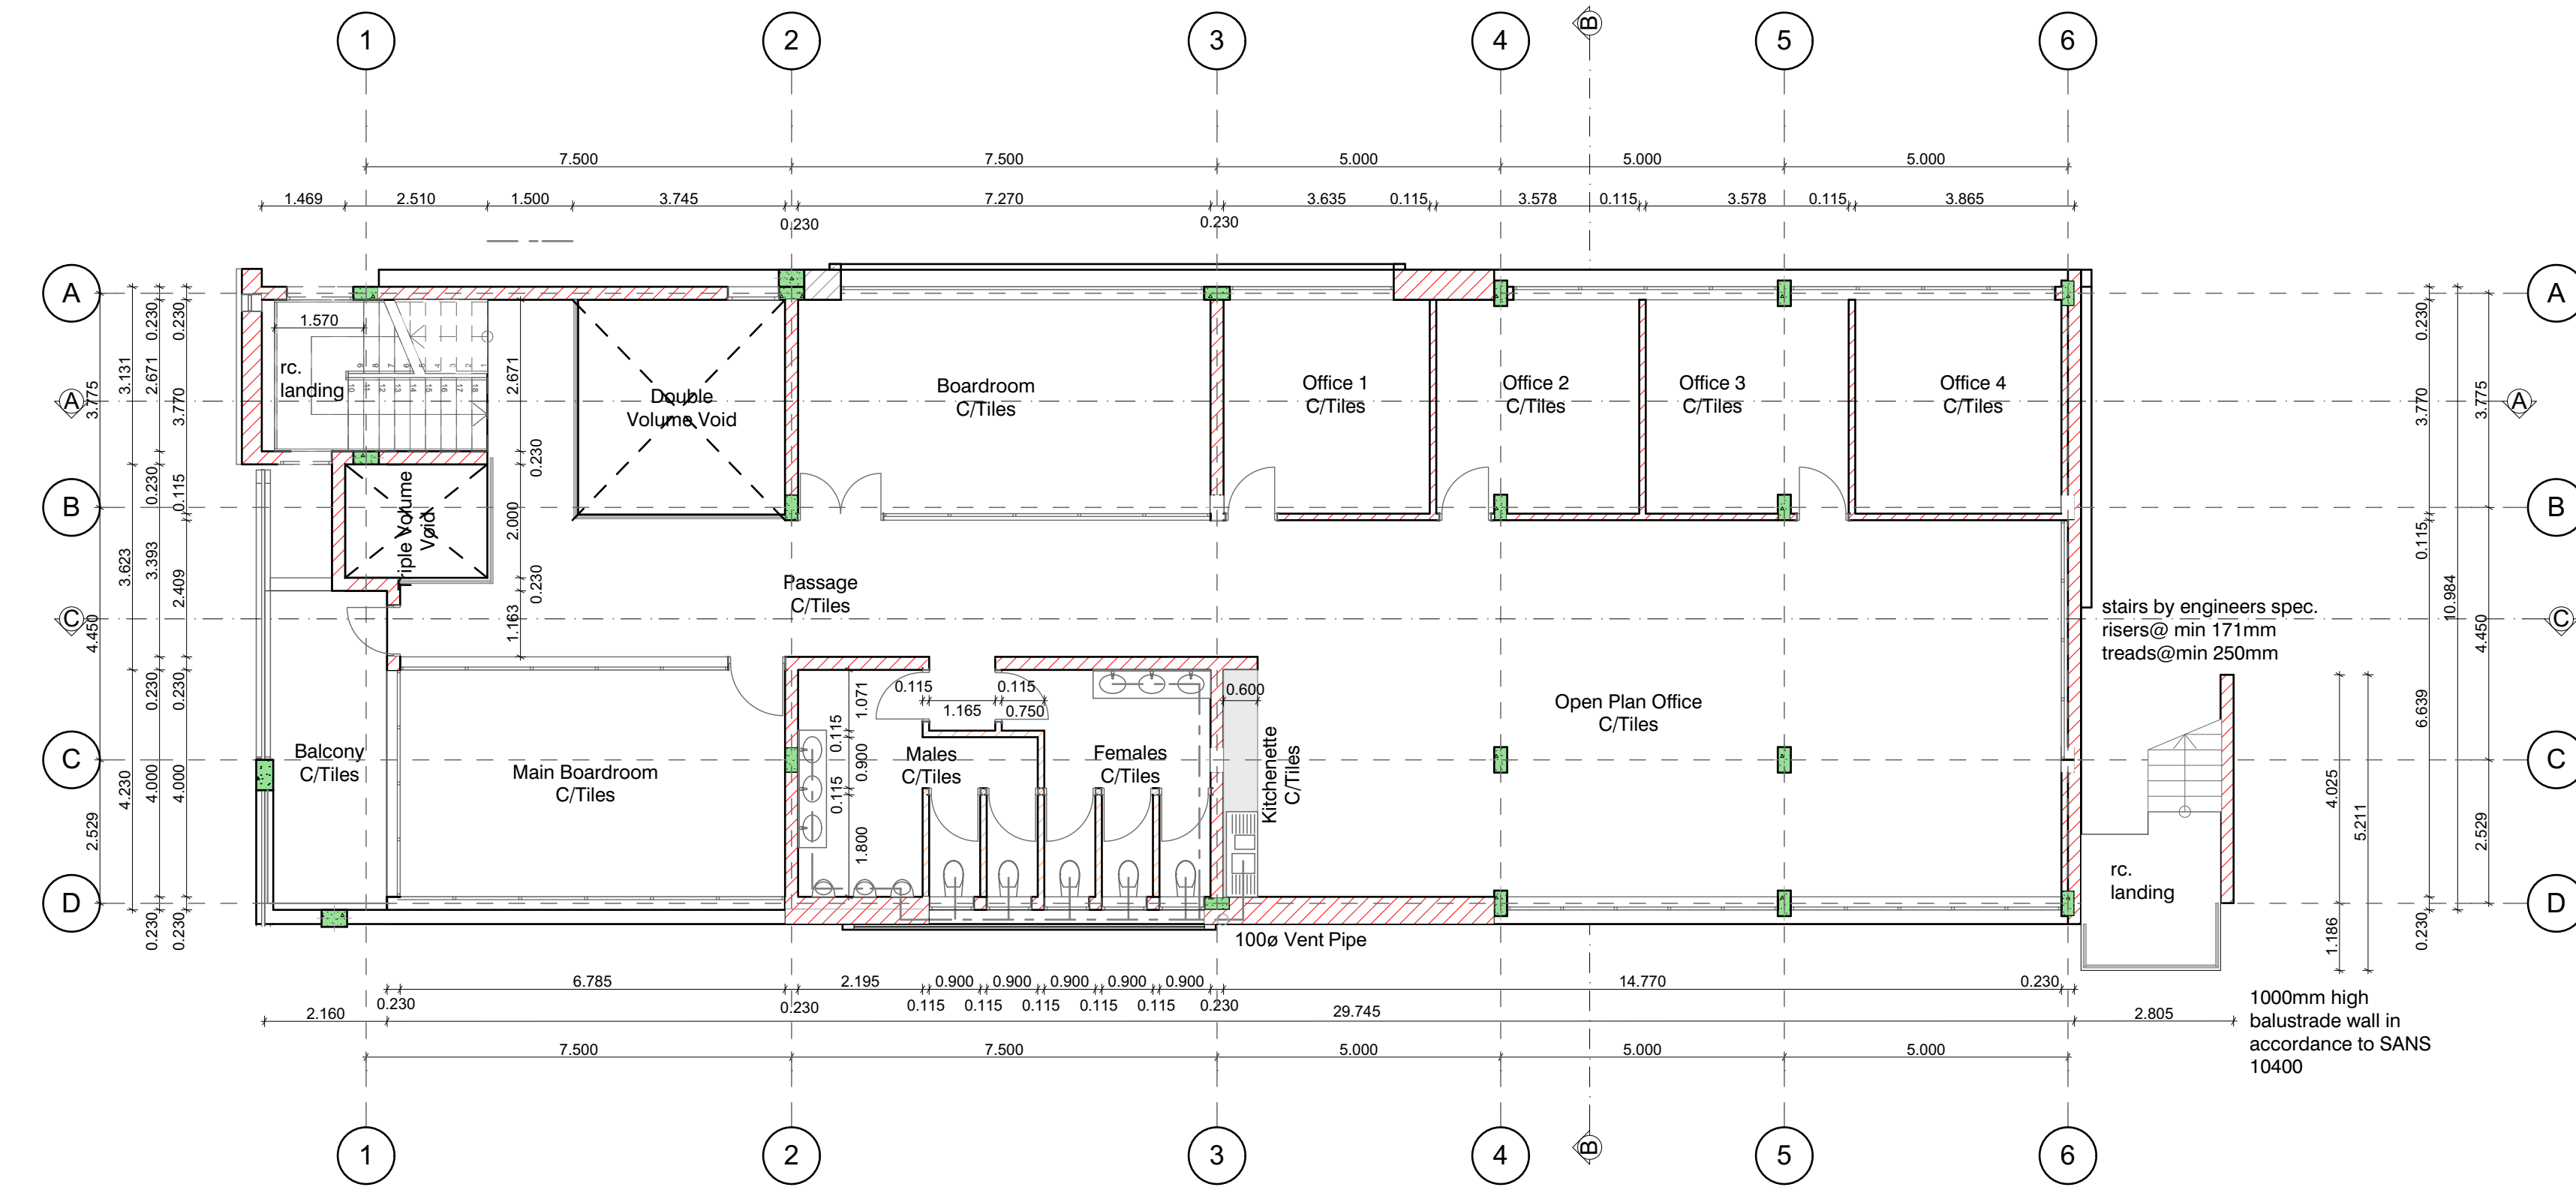 1 2 3 4 5 6
B
7.500 7.500 5.000 5.000 5.000
1.469 2.510 1.500 3.745 7.270 3.635 0.115 3.578 0.115 3.578 0.115 3.865
0.230 0.230
A A
B B
C C
D D
A A
C C
3.775
4.450
2.529
3.131
3.623
4.230
0.230
2.671
0.230
3.393
0.230
4.000
0.230
0.230
3.770
0.115
2.409
0.230
4.000
0.230
1.570
rc.
landing
2.671
0.230
2.000
0.230
1.163
Double
Volume Void
riple Volume
Void
Boardroom
C/Tiles
Office 1
C/Tiles
Office 2
C/Tiles
Office 3
C/Tiles
Office 4
C/Tiles
Passage
C/Tiles
Balcony
C/Tiles
Main Boardroom
C/Tiles
Males
C/Tiles
Females
C/Tiles
0.115 0.115
1.165 0.750
1.071
0.115
0.900
0.115
1.800
0.600
Kitchenette
C/Tiles
Open Plan Office
C/Tiles
100ø Vent Pipe
stairs by engineers spec.
risers@ min 171mm
treads@min 250mm
rc.
landing
0.230
3.770
0.115
6.639
0.230
10.984
3.775
4.450
2.529
4.025
1.186
5.211
6.785 2.195 0.900 0.900 0.900 0.900 0.900 14.770 0.230
0.230 0.230 0.115 0.115 0.115 0.115 0.115 0.230
2.160 29.745 2.805
7.500 7.500 5.000 5.000 5.000
1000mm high
balustrade wall in
accordance to SANS
10400
1 2 3 4 5 6
B